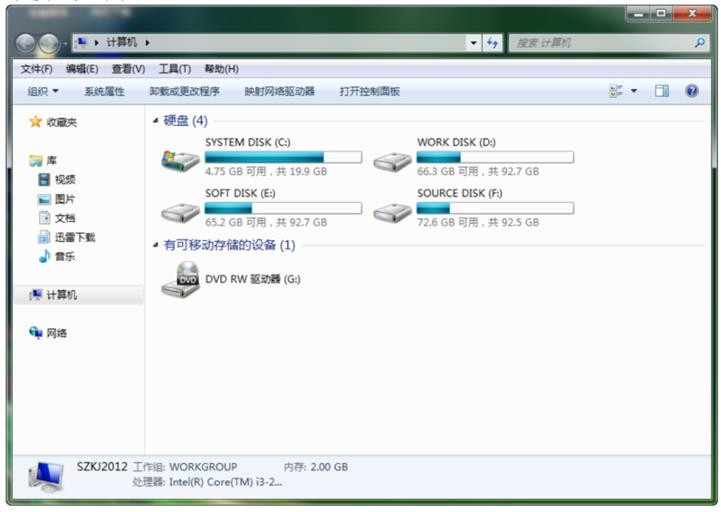 计算机
搜索 计算机
文件(F) 编辑(E) 查看(V) 工具(T) 帮助(H)
组织 系统属性 卸载或更改程序 映射网络驱动器 打开控制面板
收藏夹
库
视频
图片
文档
迅雷下载
音乐
计算机
网络
硬盘 (4)
SYSTEM DISK (C:)
4.75 GB 可用，共 19.9 GB
WORK DISK (D:)
66.3 GB 可用，共 92.7 GB
SOFT DISK (E:)
65.2 GB 可用，共 92.7 GB
SOURCE DISK (F:)
72.6 GB 可用，共 92.5 GB
有可移动存储的设备 (1)
DVD
DVD RW 驱动器 (G:)
SZKJ2012 工作组: WORKGROUP 内存: 2.00 GB
处理器: Intel(R) Core(TM) i3-2...